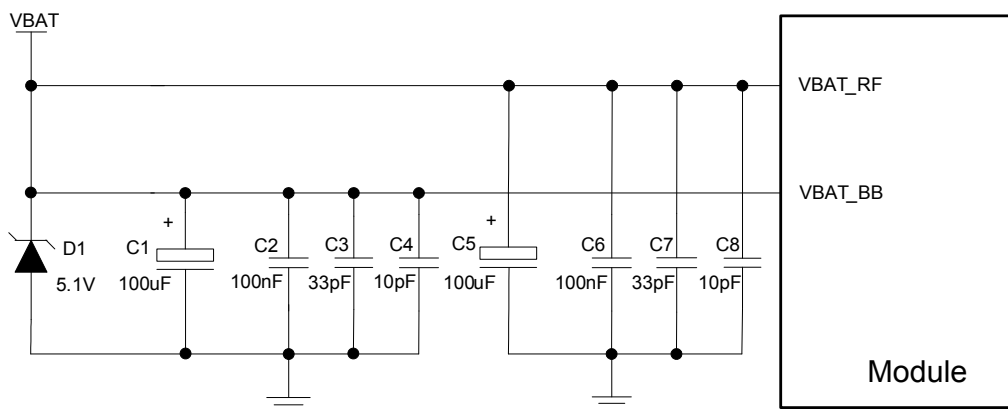 VBAT
VBAT_RF
VBAT_BB
+
D1
5.1V
C1
100uF
C2
100nF
C3
33pF
C4
10pF
+
C5
100uF
C6
100nF
C7
33pF
C8
10pF
Module